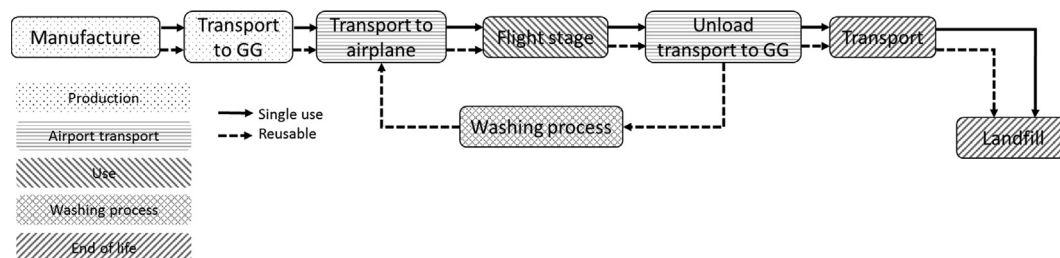 Manufacture
Transport
to GG
Transport to
airplane
Flight stage
Unload
transport to GG
Transport
Production
Single use
Reusable
Airport transport
Washing process
Landfill
Use
Washing process
End of life